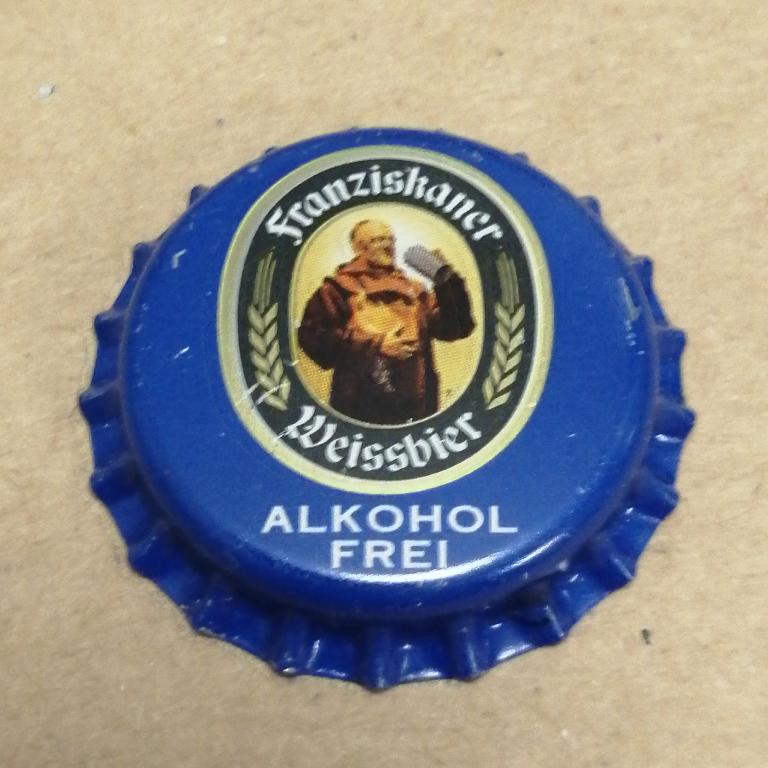 Franziskaner
Weissbier
ALKOHOL
FREI